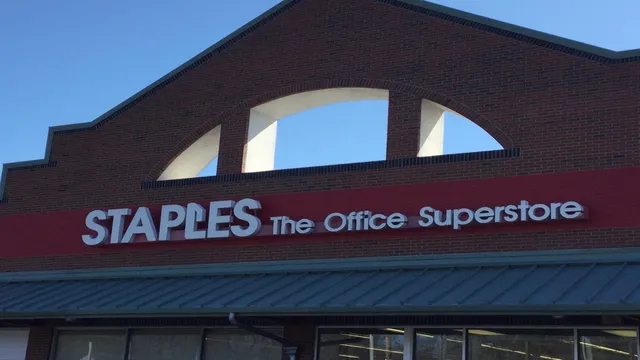 STAPLES The Office Superstore